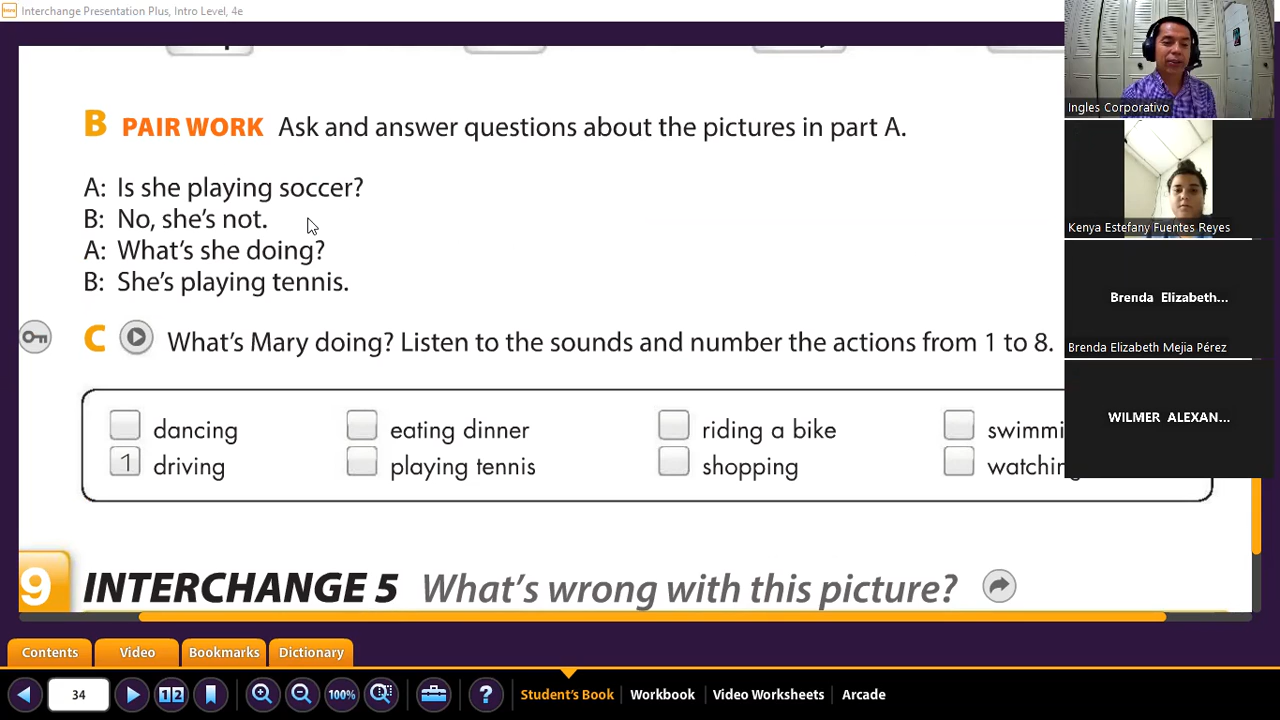 Interchange Presentation Plus, Intro Level, 4e
B PAIR WORK Ask and answer questions about the pictures in part A.
A: Is she playing soccer?
B: No, she's not.
A: What's she doing?
B: She's playing tennis.
C What's Mary doing? Listen to the sounds and number the actions from 1 to 8.
dancing eating dinner riding a bike swimmi
1 driving playing tennis shopping watching
9 INTERCHANGE 5 What's wrong with this picture?
Ingles Corporativo
Kenya Estefany Fuentes Reyes
Brenda Elizabeth...
Brenda Elizabeth Mejia Pérez
WILMER ALEXAN...
Contents Video Bookmarks Dictionary
34 1 2 100% ? Student's Book Workbook Video Worksheets Arcade